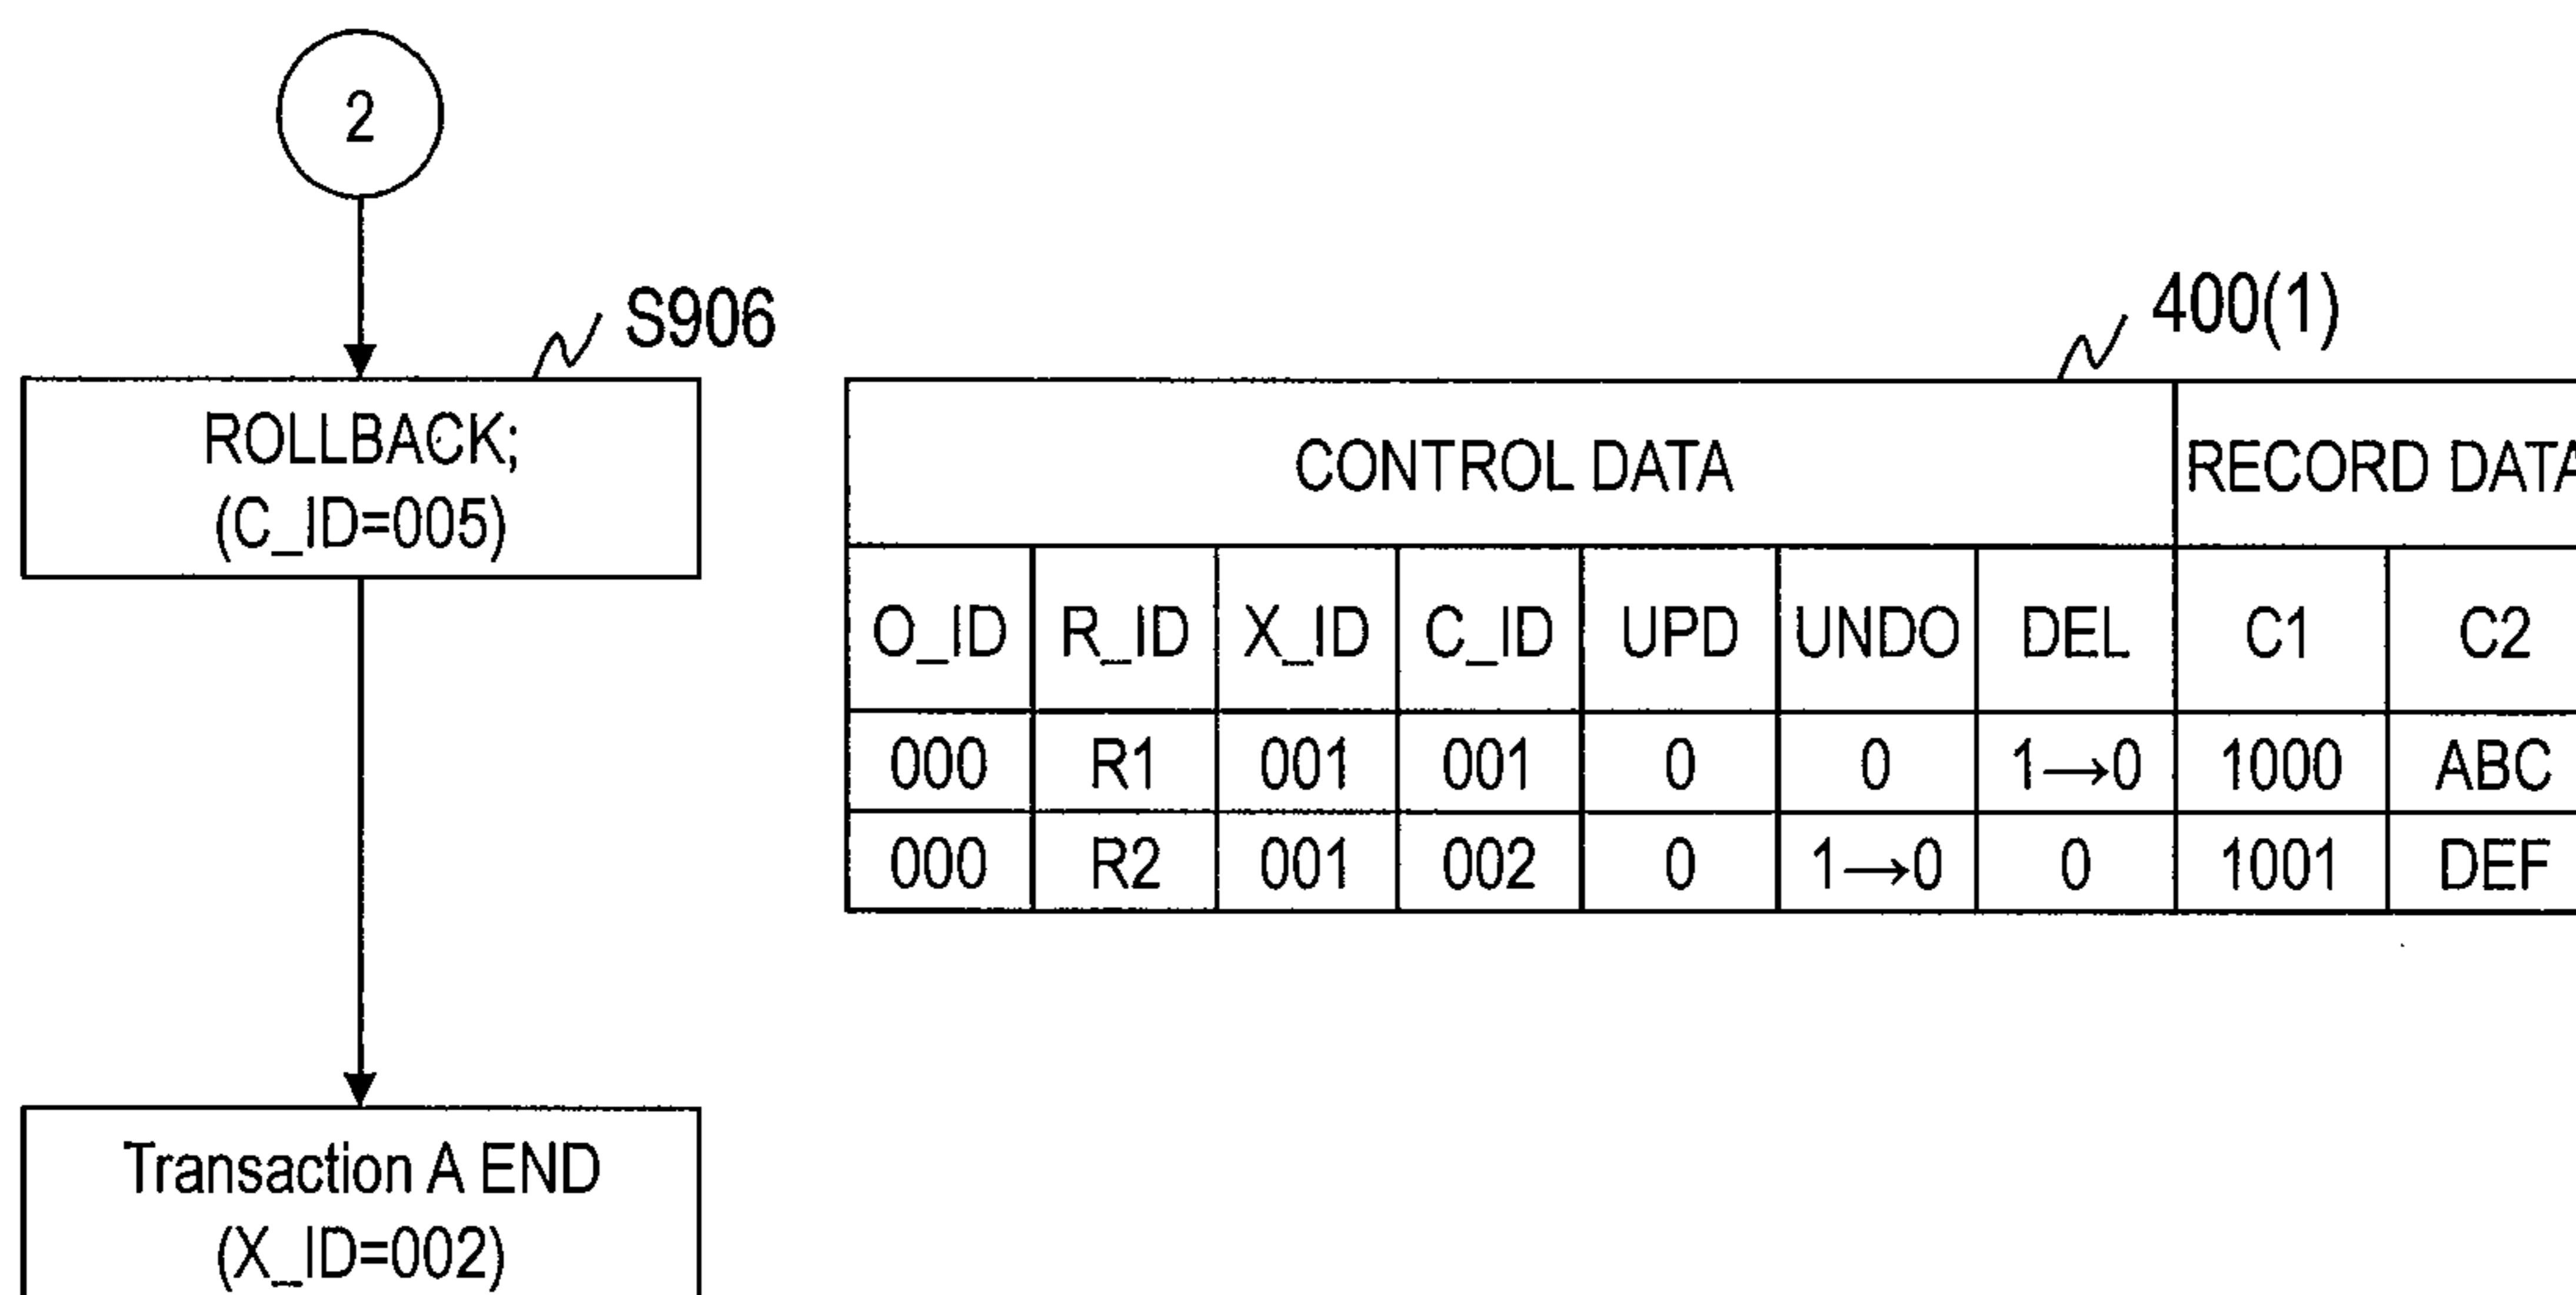 2
S906
ROLLBACK;
(C_ID=005)
400(1)
CONTROL DATA RECORD DATA
O_ID R_ID X_ID C_ID UPD UNDO DEL C1 C2
000 R1 001 001 0 0 1→0 1000 ABC
000 R2 001 002 0 1→0 0 1001 DEF
Transaction A END
(X_ID=002)